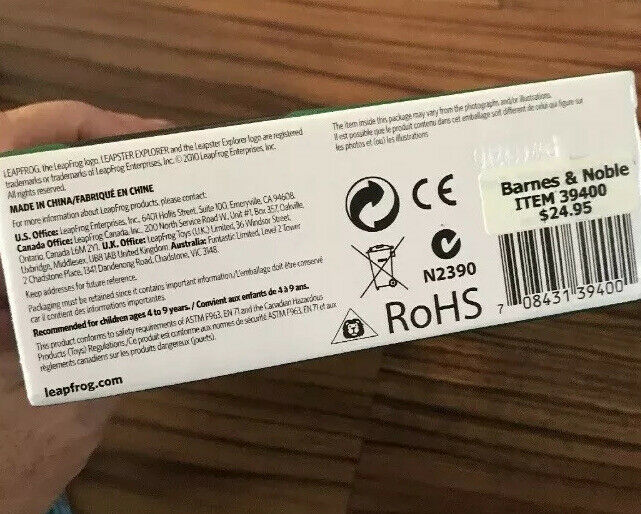 LEAPFROG, the LeapFrog logo, LEAPSTER EXPLORER and the Leapster Explorer logo are registered
trademarks or trademarks of LeapFrog Enterprises, Inc. © 2010 LeapFrog Enterprises, Inc.
All rights reserved.
MADE IN CHINA/FABRIQUÉ EN CHINE
For more information about LeapFrog products, please contact:
U.S. Office: LeapFrog Enterprises, Inc. 6401 Hollis Street, Suite 100, Emeryville, CA 94608.
Canada Office: LeapFrog Canada, Inc. 200 North Service Road W., Unit #1, Box 357, Oakville,
Ontario, Canada L6M 2Y1. U.K. Office: LeapFrog Toys (U.K.) Limited, 36 Windsor Street,
Uxbridge, Middlesex, UB8 1AB United Kingdom. Australia: Funtastic Limited, Level 2 Tower
2 Chadstone Place, 1341 Dandenong Road, Chadstone, VIC 3148.
Keep addresses for future reference.
Packaging must be retained since it contains important information./L'emballage doit être conservé
car il contient des informations importantes.
Recommended for children ages 4 to 9 years. / Convient aux enfants de 4 à 9 ans.
This product conforms to safety requirements of ASTM F963, EN 71 and the Canadian Hazardous
Products (Toys) Regulations./Ce produit est conforme aux normes de sécurité ASTM F963, EN 71 et aux
règlements canadiens sur les produits dangereux (jouets).
leapfrog.com
The item inside this package may vary from the photographs and/or illustrations.
Il est possible que le produit contenu dans cet emballage soit différent de celui qui figure sur
les photos et (ou) les illustrations
CE
N2390
RoHS
Barnes & Noble
ITEM 39400
$24.95
7 08431 39400